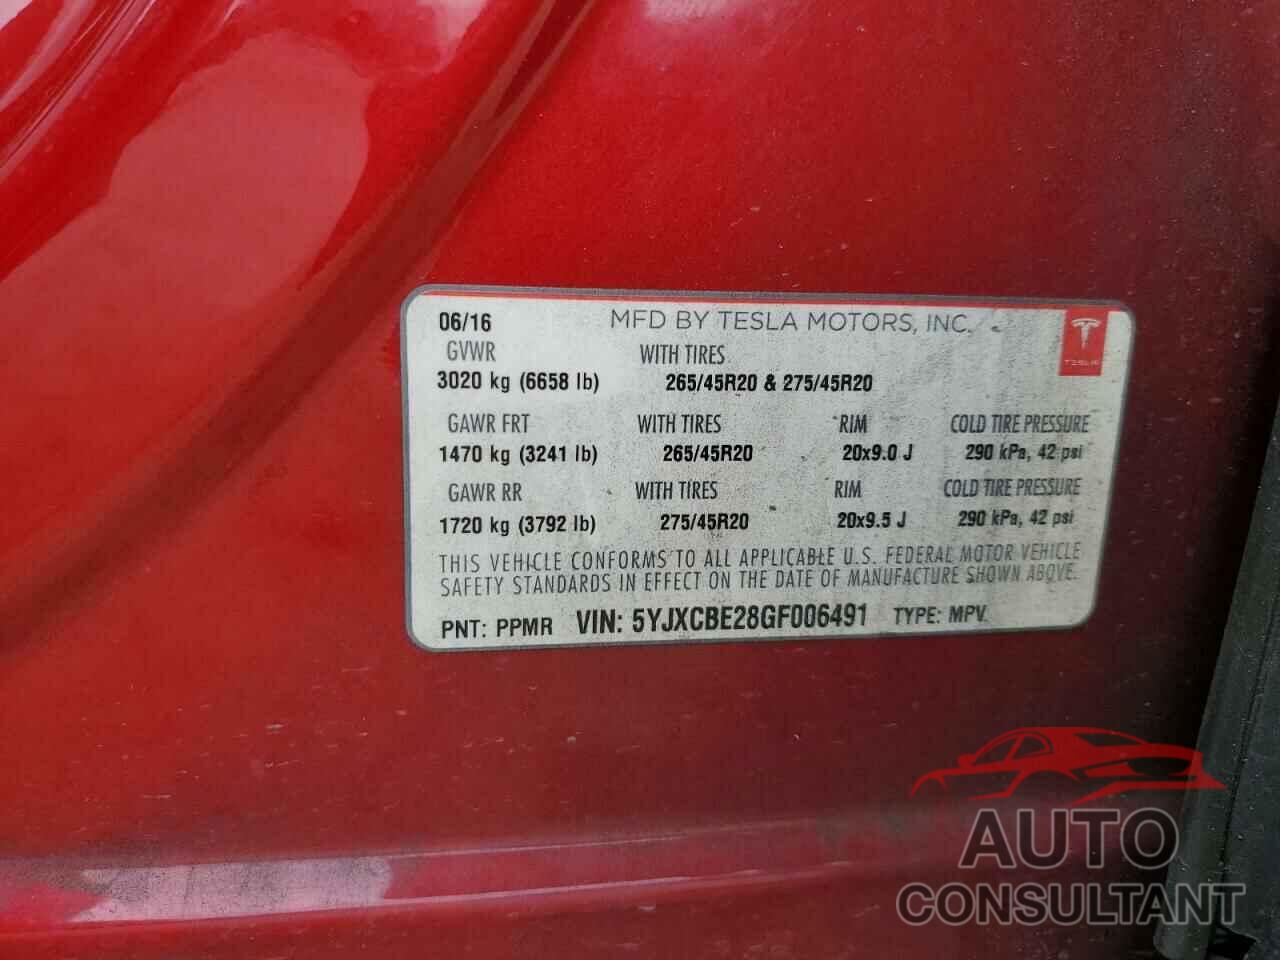 06/16 MFD BY TESLA MOTORS, INC.
GVWR WITH TIRES
TESLA
3020 kg (6658 lb) 265/45R20 & 275/45R20
GAWR FRT WITH TIRES RIM COLD TIRE PRESSURE
1470 kg (3241 lb) 265/45R20 20x9.0 J 290 kPa, 42 psi
GAWR RR WITH TIRES RIM COLD TIRE PRESSURE
1720 kg (3792 lb) 275/45R20 20x9.5 J 290 kPa, 42 psi
THIS VEHICLE CONFORMS TO ALL APPLICABLE U.S. FEDERAL MOTOR VEHICLE
SAFETY STANDARDS IN EFFECT ON THE DATE OF MANUFACTURE SHOWN ABOVE.
PNT: PPMR VIN: 5YJXCBE28GF006491 TYPE: MPV
AUTO
CONSULTANT